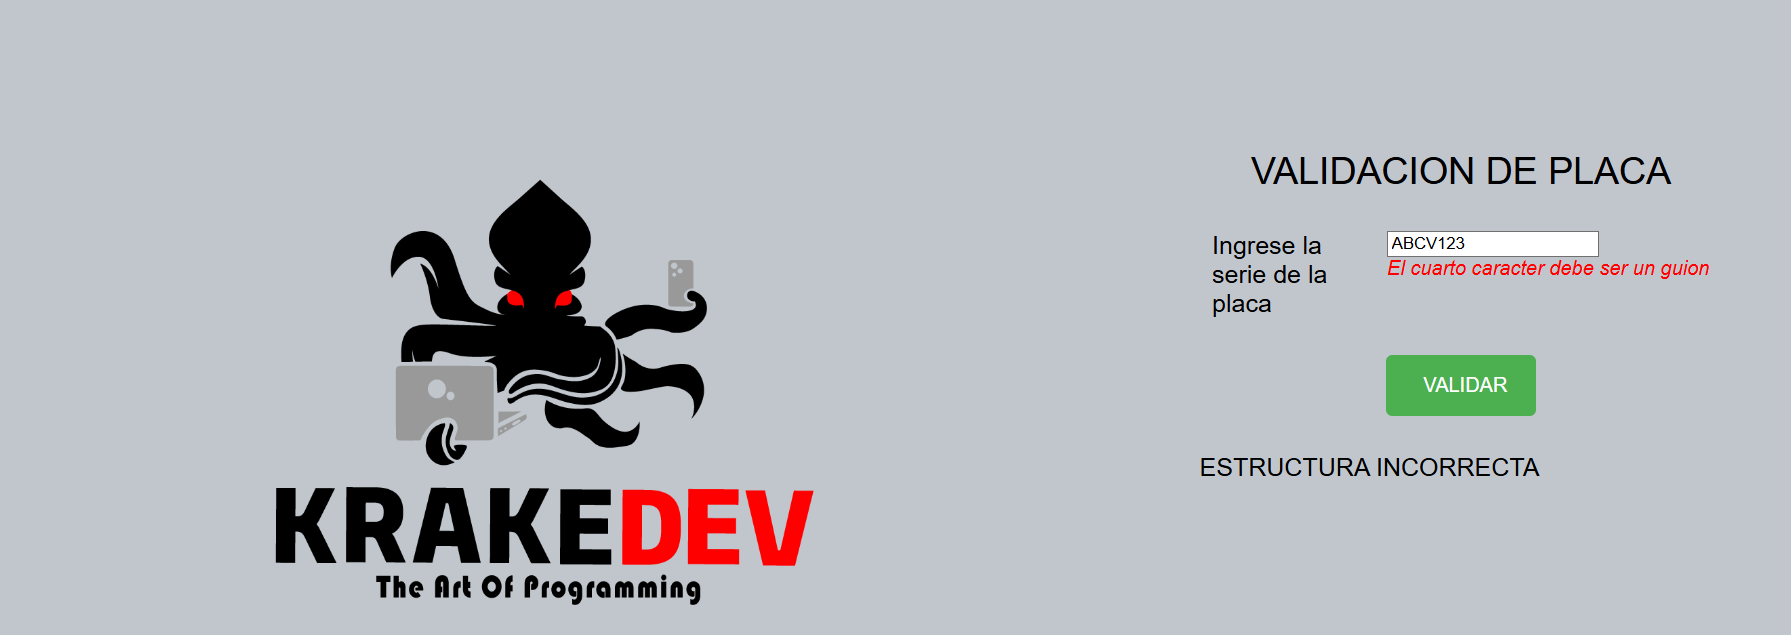 VALIDACION DE PLACA
Ingrese la
serie de la
placa
ABCV123
El cuarto caracter debe ser un guion
VALIDAR
ESTRUCTURA INCORRECTA
KRAKEDEV
The Art Of Programming